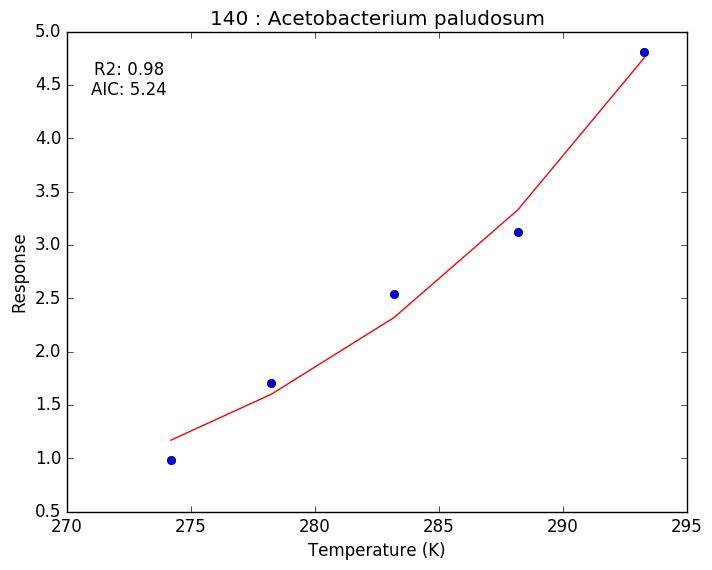 140 : Acetobacterium paludosum
R2: 0.98
AIC: 5.24
5.0
4.5
4.0
3.5
3.0
2.5
2.0
1.5
1.0
0.5
Response
270 275 280 285 290 295
Temperature (K)